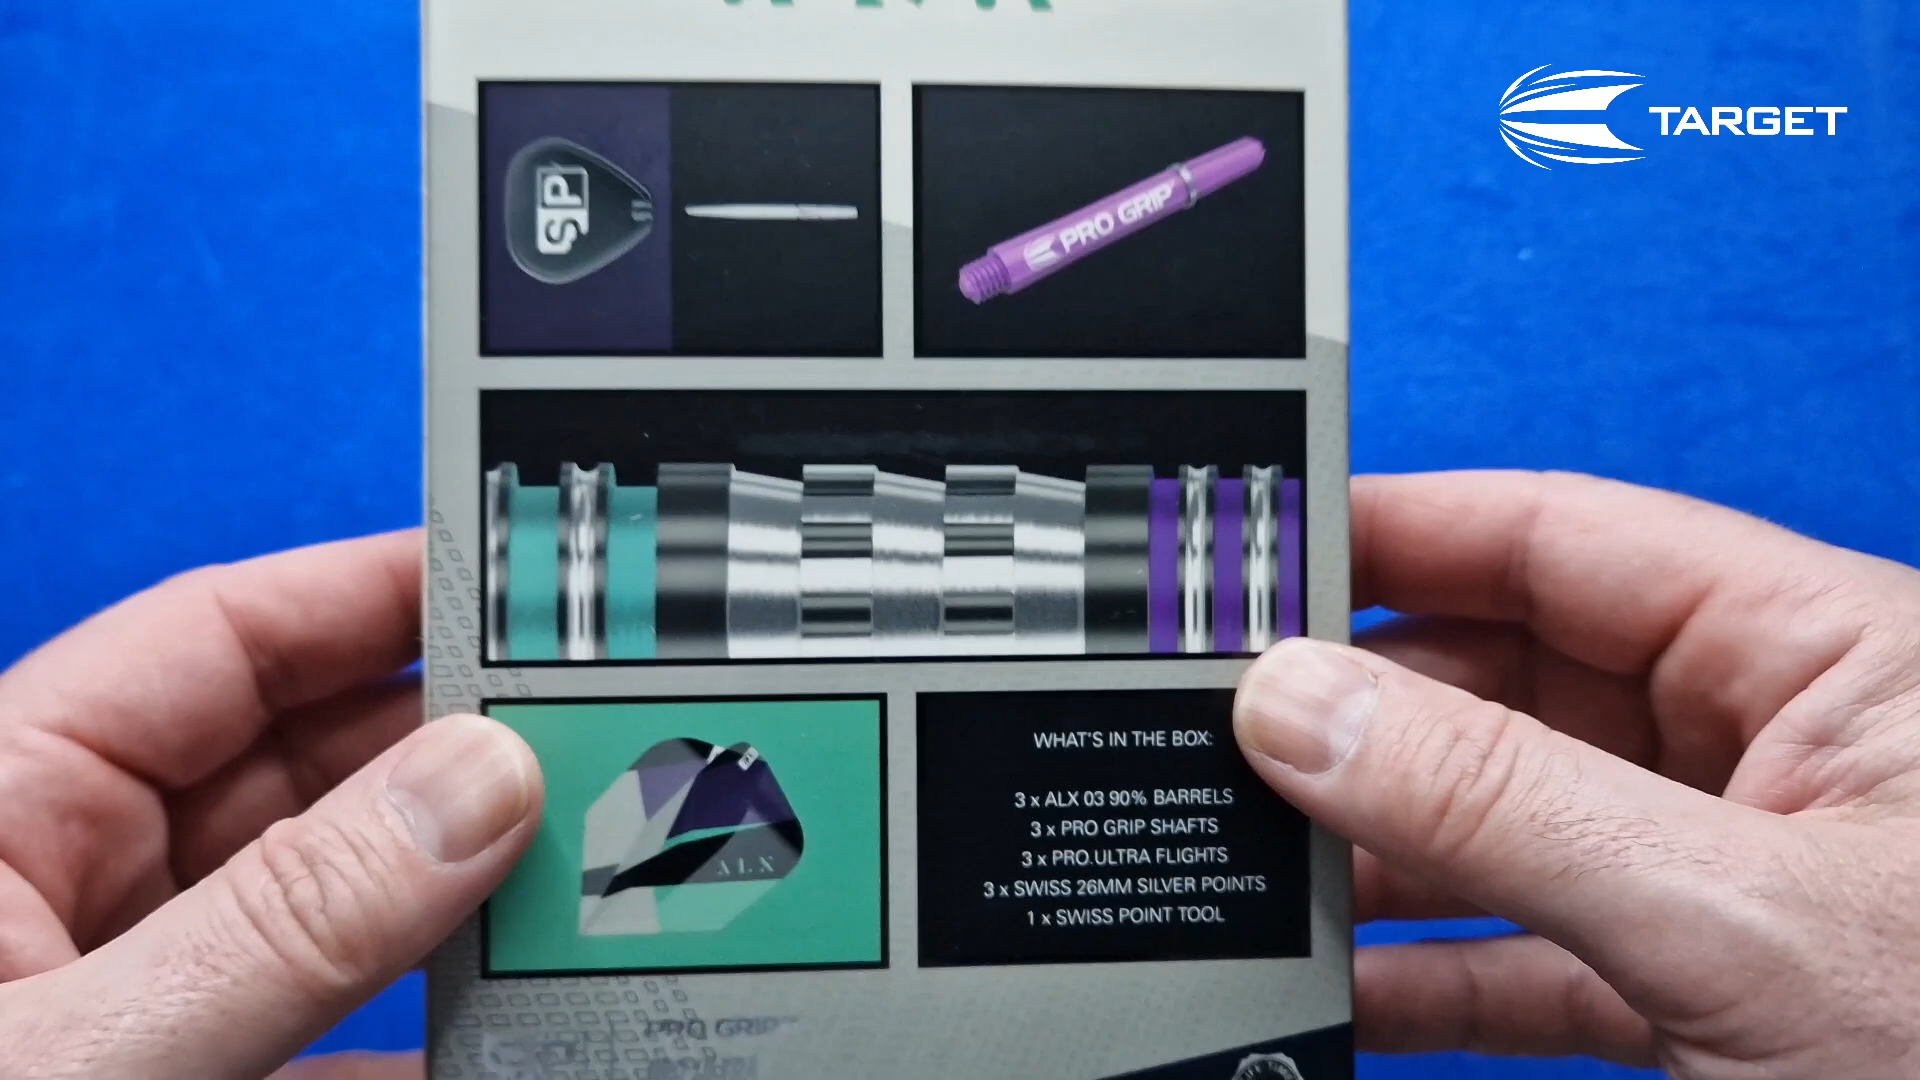 TARGET
SP
PRO GRIP
ALX
WHAT'S IN THE BOX:
3 x ALX 03 90% BARRELS
3 x PRO GRIP SHAFTS
3 x PRO.ULTRA FLIGHTS
3 x SWISS 26MM SILVER POINTS
1 x SWISS POINT TOOL
PRO GRIP